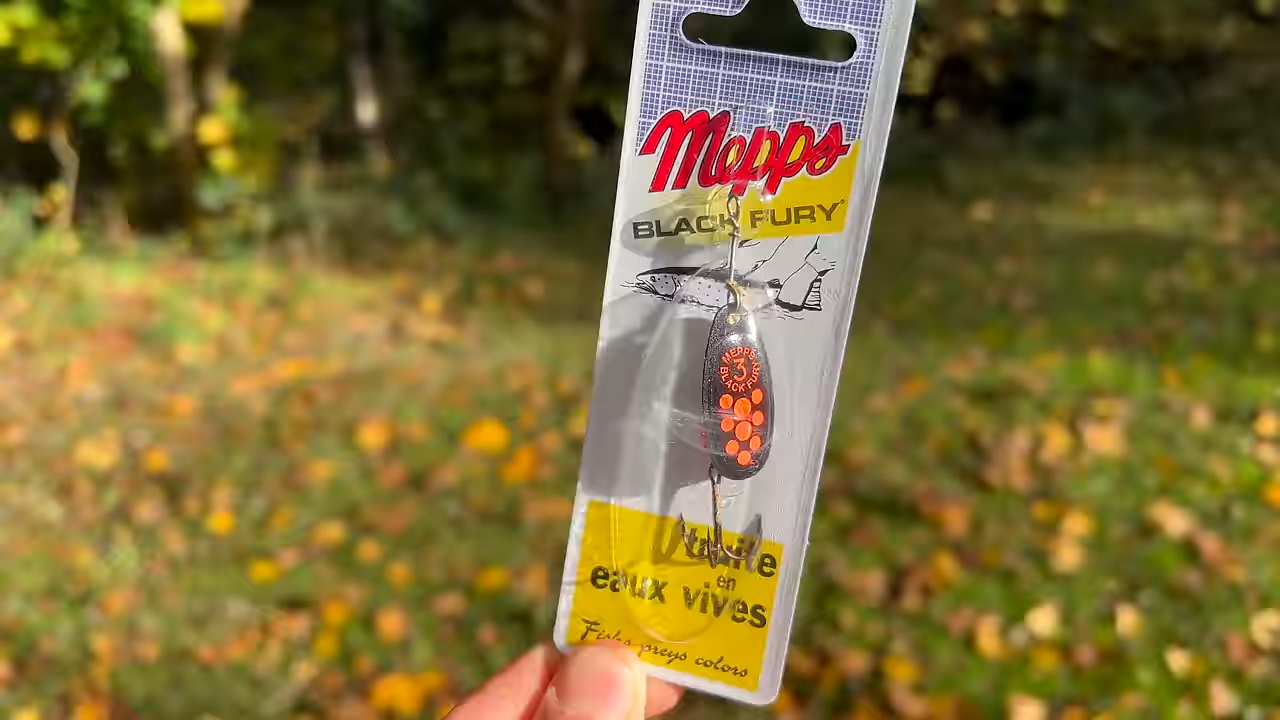 Mepps
BLACK FURY®
MEPPS
3
BLACK FURY
truite
en
eaux vives
Fish's preys colors